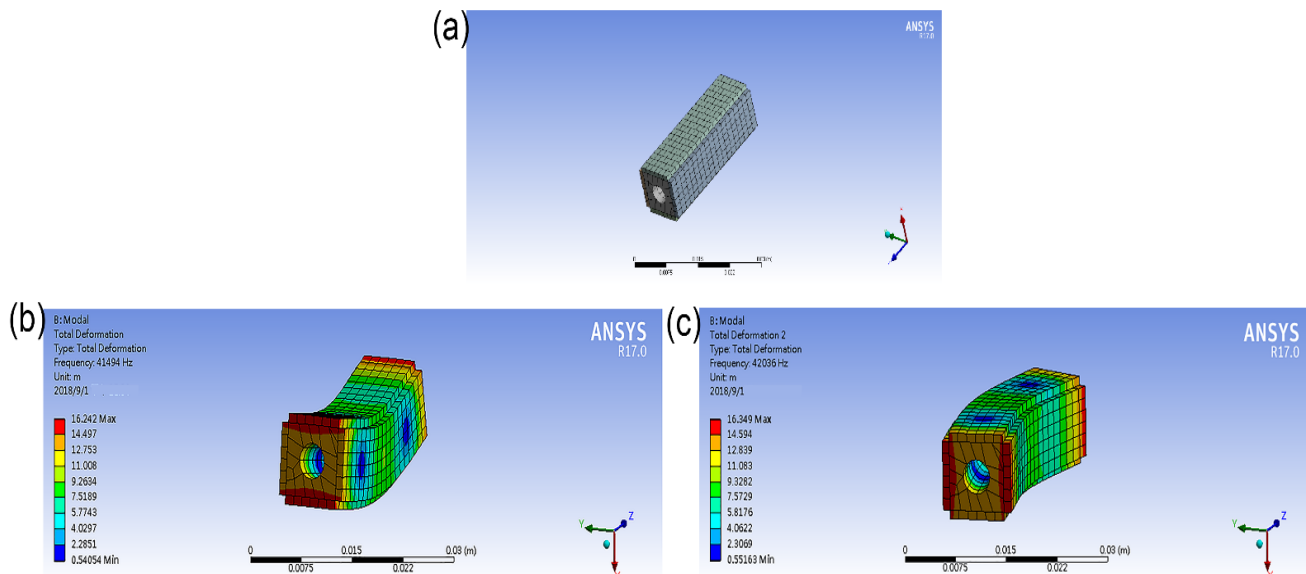 (a)
ANSYS
R17.0
0.0075
(b)
B: Modal
Total Deformation
Type: Total Deformation
Frequency: 41494 Hz
Unit: m
2018/9/1
16.242 Max
14.497
12.753
11.008
9.2634
7.5189
5.7743
4.0297
2.2851
0.54054 Min
ANSYS
R17.0
0
0.015
0.03 (m)
0.0075
0.022
Y
Z
(c)
B: Modal
Total Deformation 2
Type: Total Deformation
Frequency: 42036 Hz
Unit: m
2018/9/1
16.349 Max
14.594
12.839
11.083
9.3282
7.5729
5.8176
4.0622
2.3069
0.55163 Min
ANSYS
R17.0
0
0.015
0.03 (m)
0.0075
0.022
Y
Z